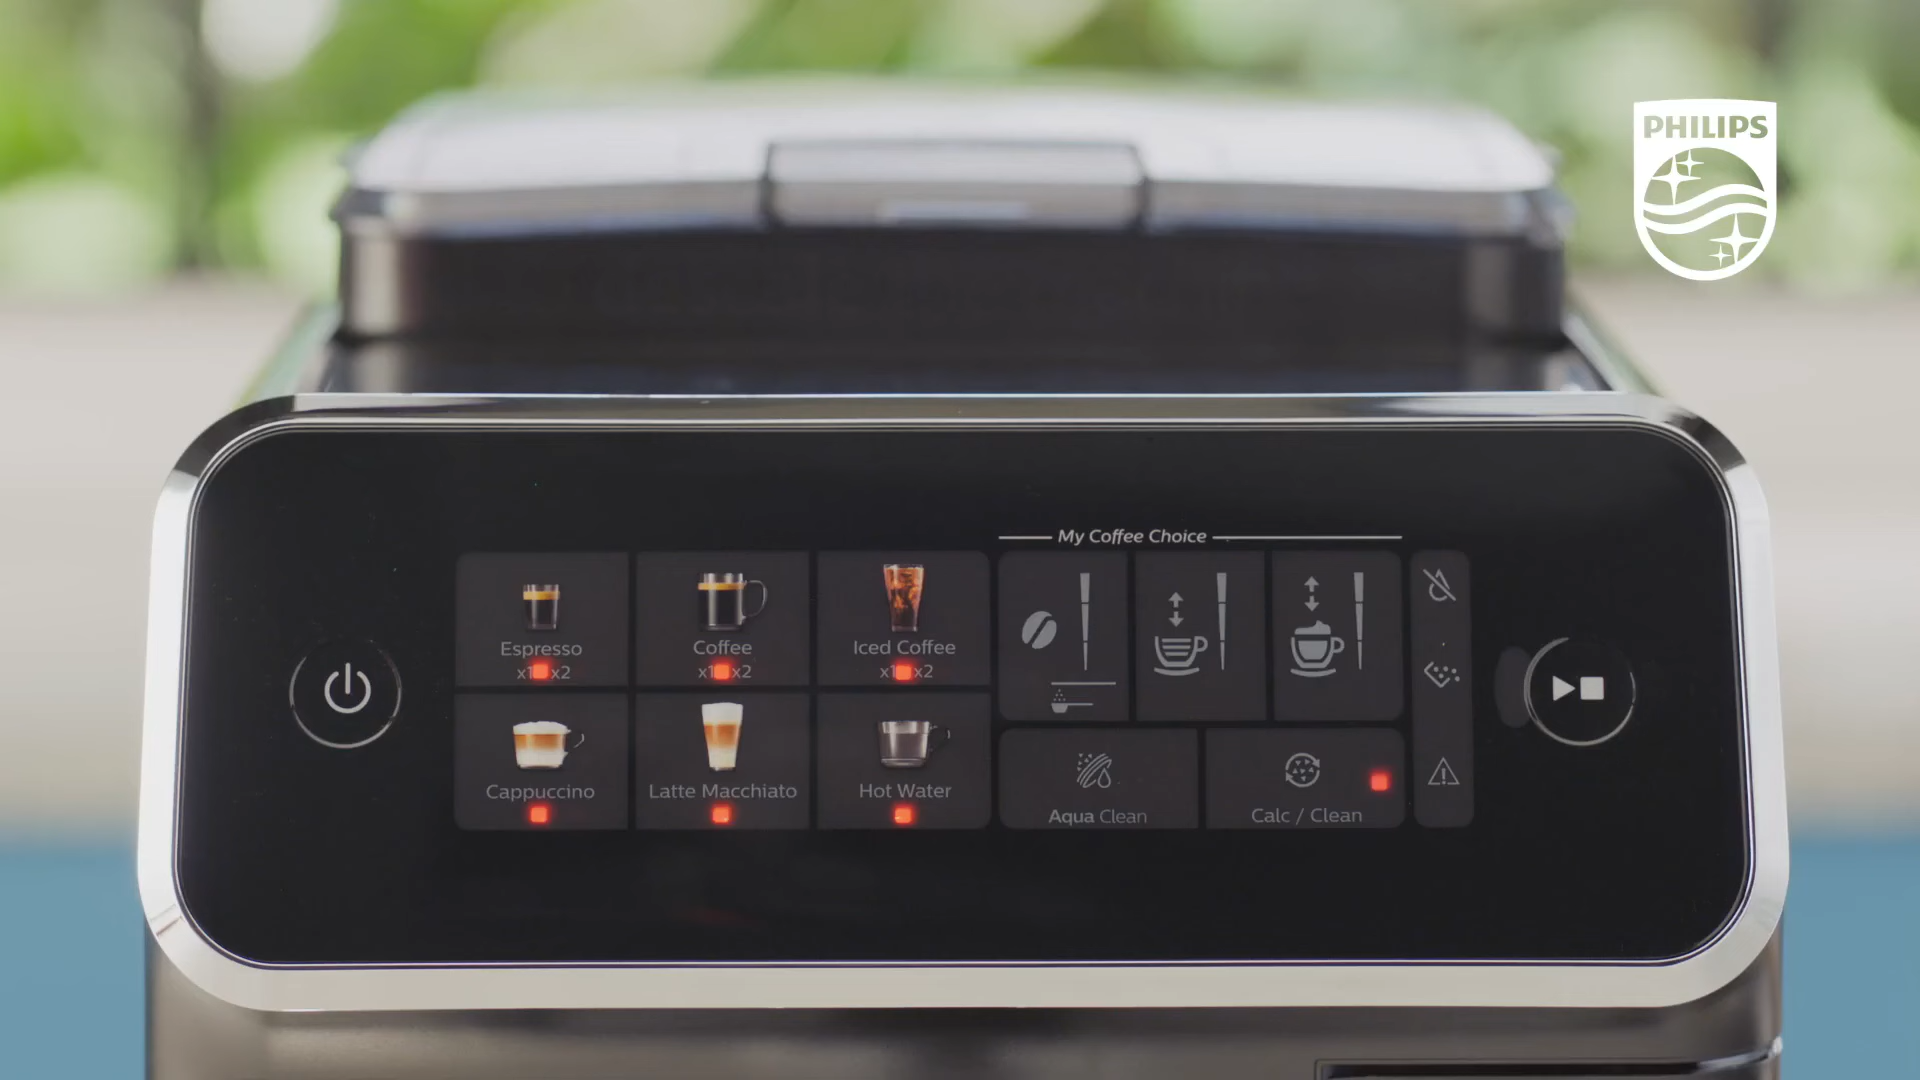 PHILIPS
My Coffee Choice
Espresso
x1 x2
Coffee
x1 x2
Iced Coffee
x1 x2
Cappuccino
Latte Macchiato
Hot Water
Aqua Clean
Calc / Clean